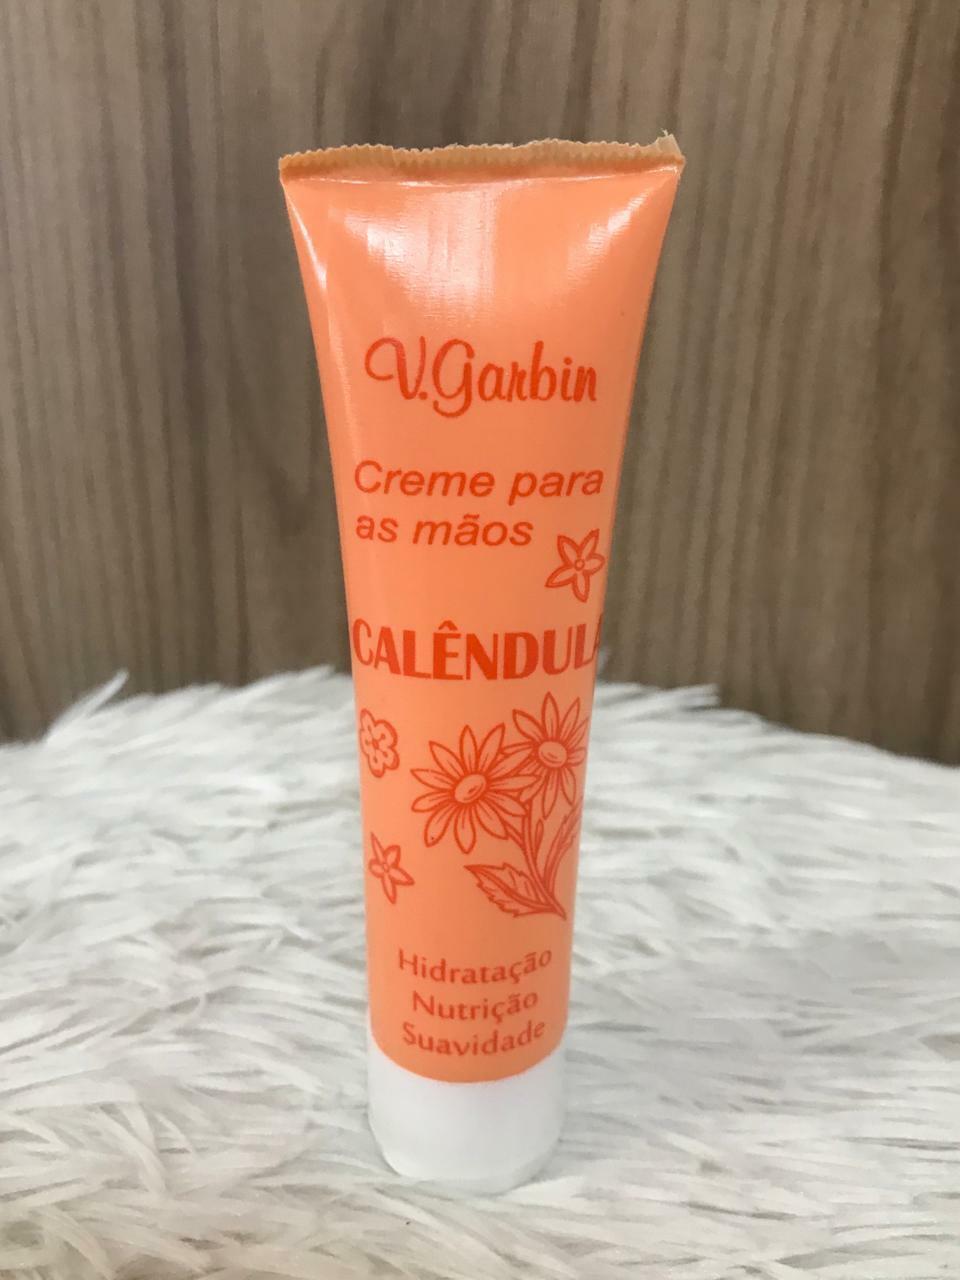 V.Garbin
Creme para
as mãos
CALÊNDULA
Hidratação
Nutrição
Suavidade